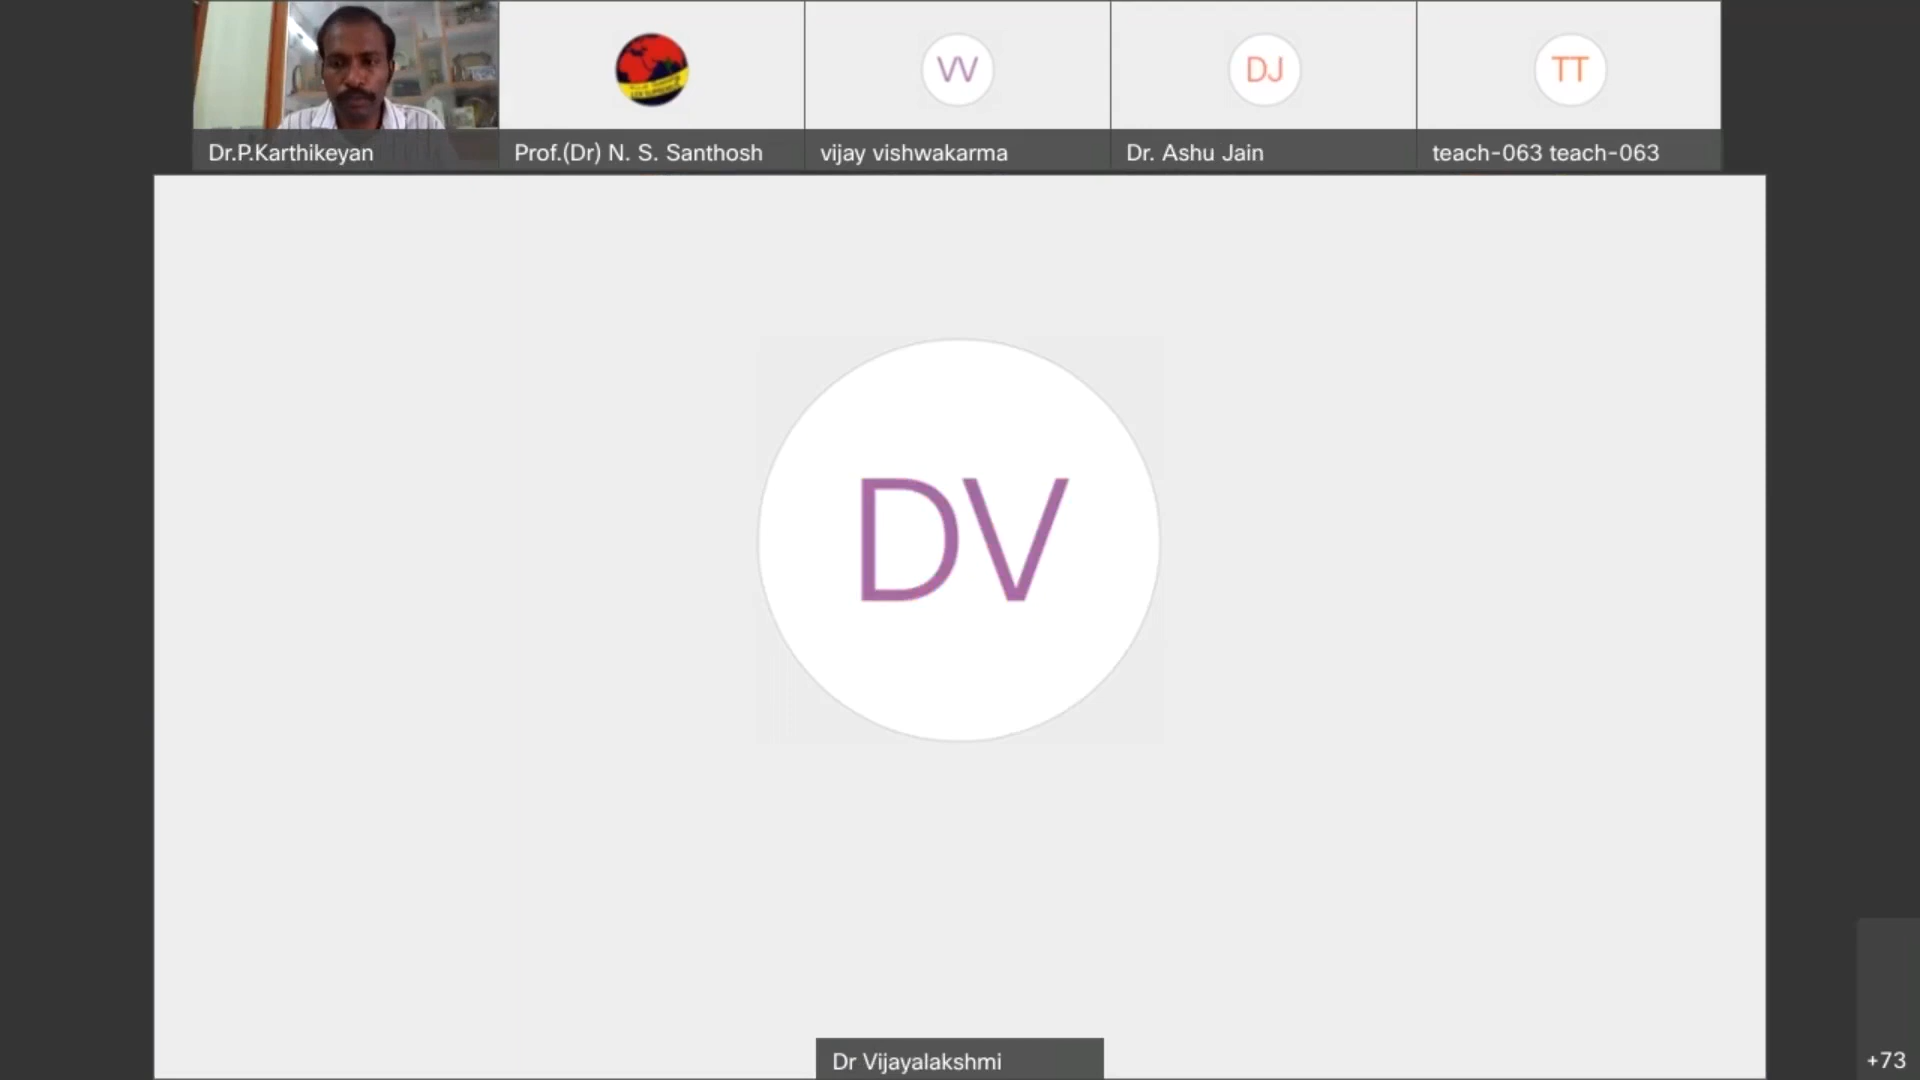 VV
DJ
TT
Dr.P.Karthikeyan
Prof.(Dr) N. S. Santhosh
vijay vishwakarma
Dr. Ashu Jain
teach-063 teach-063
DV
Dr Vijayalakshmi
+73